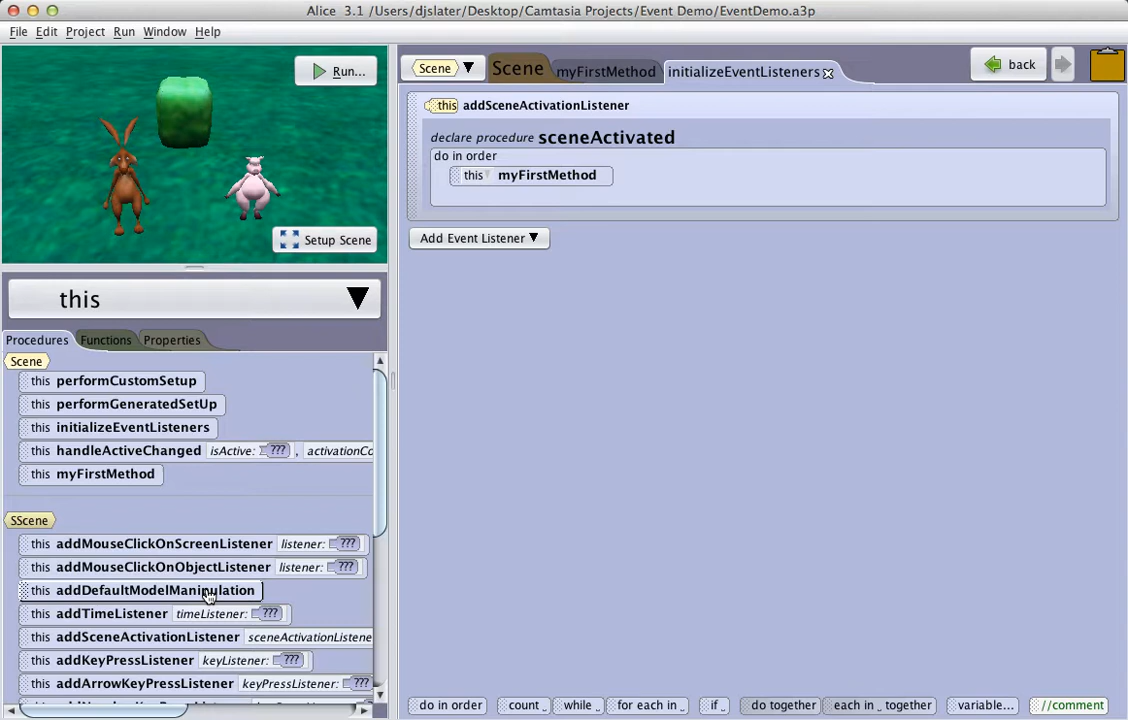 Alice 3.1 /Users/djslater/Desktop/Camtasia Projects/Event Demo/EventDemo.a3p
File Edit Project Run Window Help
Run...
Setup Scene
Scene Scene myFirstMethod initializeEventListeners back
this addSceneActivationListener
declare procedure sceneActivated
do in order
this myFirstMethod
Add Event Listener
this
Procedures Functions Properties
Scene
this performCustomSetup
this performGeneratedSetUp
this initializeEventListeners
this handleActiveChanged isActive: ??? , activationCo
this myFirstMethod
SScene
this addMouseClickOnScreenListener listener: ???
this addMouseClickOnObjectListener listener: ???
this addDefaultModelManipulation
this addTimeListener timeListener: ???
this addSceneActivationListener sceneActivationListene
this addKeyPressListener keyListener: ???
this addArrowKeyPressListener keyPressListener: ???
do in order count while for each in if do together each in together variable... //comment